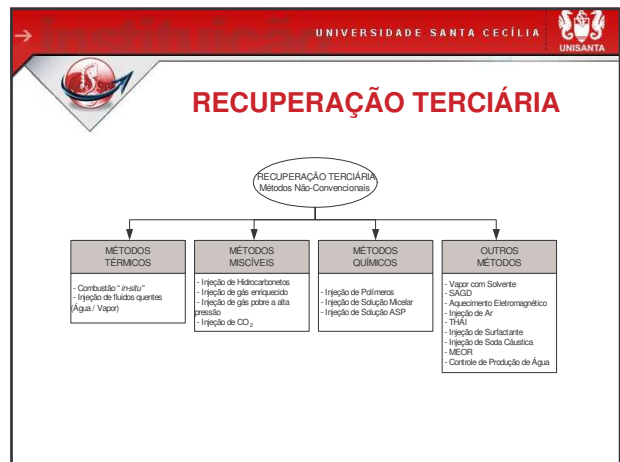 instituição
UNIVERSIDADE SANTA CECÍLIA
UNISANTA
RECUPERAÇÃO TERCIÁRIA
RECUPERAÇÃO TERCIÁRIA
Métodos Não-Convencionais
MÉTODOS
TÉRMICOS
- Combustão "in-situ"
- Injeção de fluidos quentes
(Água / Vapor)
MÉTODOS
MISCÍVEIS
- Injeção de Hidrocarbonetos
- Injeção de gás enriquecido
- Injeção de gás pobre a alta
pressão
- Injeção de CO₂
MÉTODOS
QUÍMICOS
- Injeção de Polímeros
- Injeção de Solução Micelar
- Injeção de Solução ASP
OUTROS
MÉTODOS
- Vapor com Solvente
- SAGD
- Aquecimento Eletromagnético
- Injeção de Ar
- THAI
- Injeção de Surfactante
- Injeção de Soda Cáustica
- MEOR
- Controle de Produção de Água